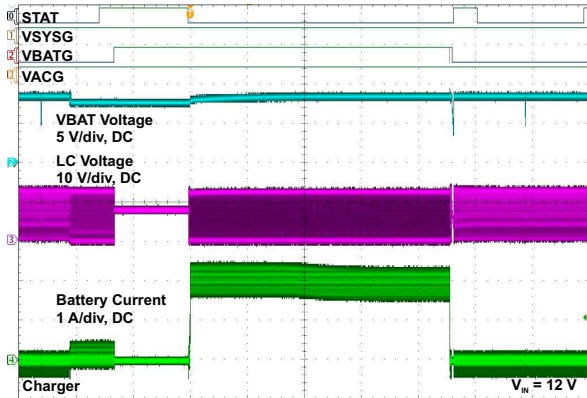 0 STAT
T
1 VSYSG
2 VBATG
3 VACG
VBAT Voltage
5 V/div, DC
2
LC Voltage
10 V/div, DC
3
Battery Current
1 A/div, DC
4
Charger
VIN = 12 V